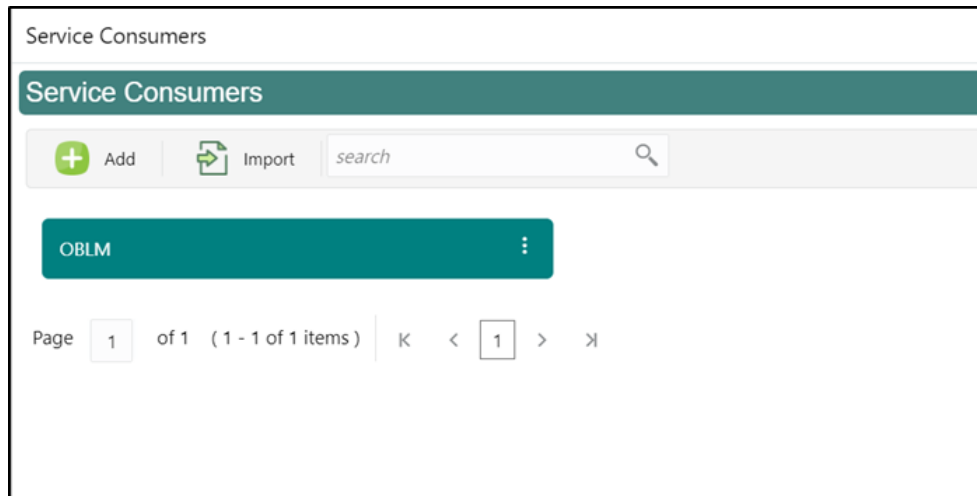 Service Consumers
Service Consumers
Add Import search
OBLM
Page 1 of 1 ( 1 - 1 of 1 items ) 1